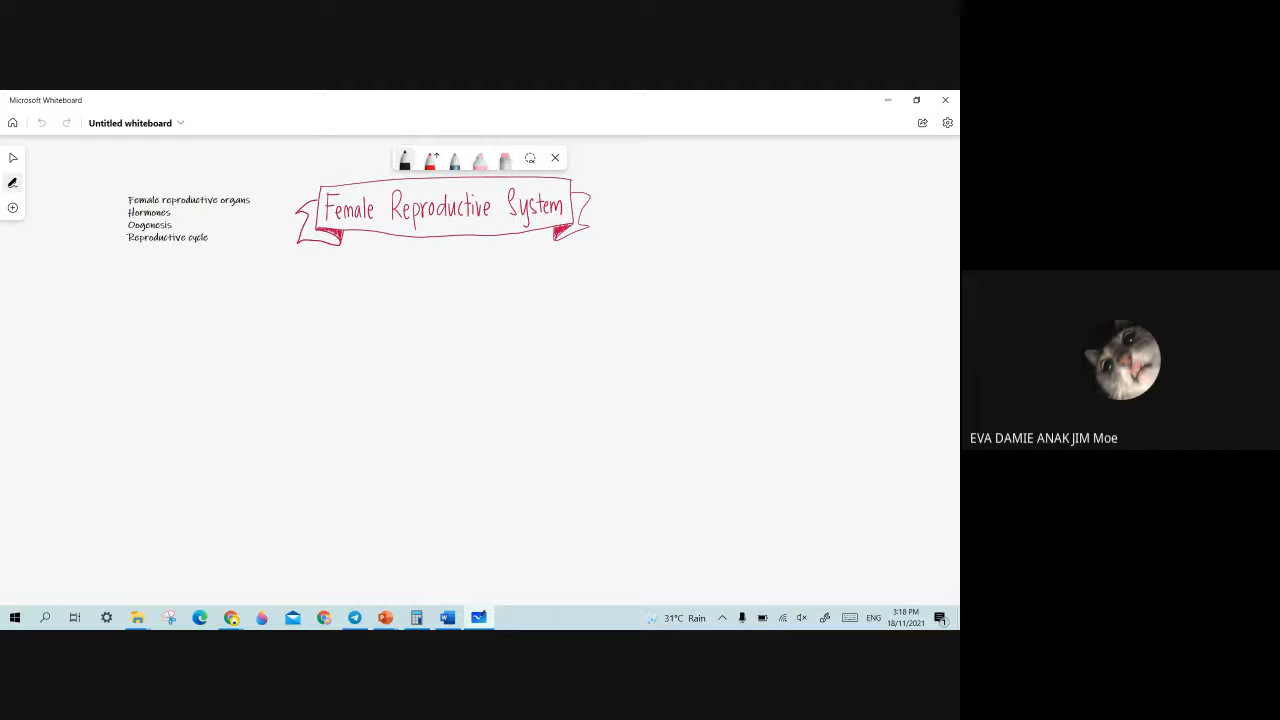 Microsoft Whiteboard
Untitled whiteboard
Female reproductive organs
Hormones
Oogenesis
Reproductive cycle
Female Reproductive System
EVA DAMIE ANAK JIM Moe
31°C Rain
ENG
3:18 PM
18/11/2021